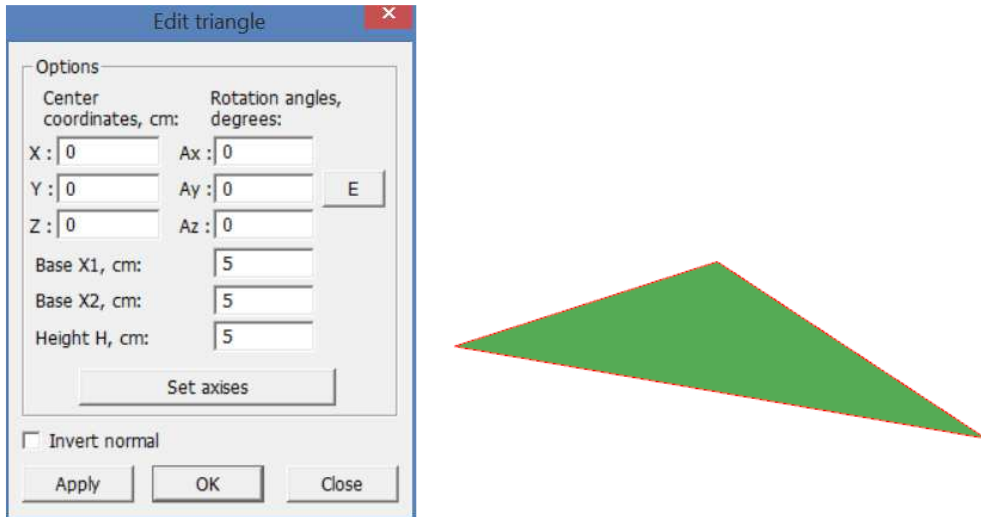 Edit triangle
Options
Center
coordinates, cm:
Rotation angles,
degrees:
X : 0 Ax : 0
Y : 0 Ay : 0 E
Z : 0 Az : 0
Base X1, cm: 5
Base X2, cm: 5
Height H, cm: 5
Set axises
Invert normal
Apply OK Close